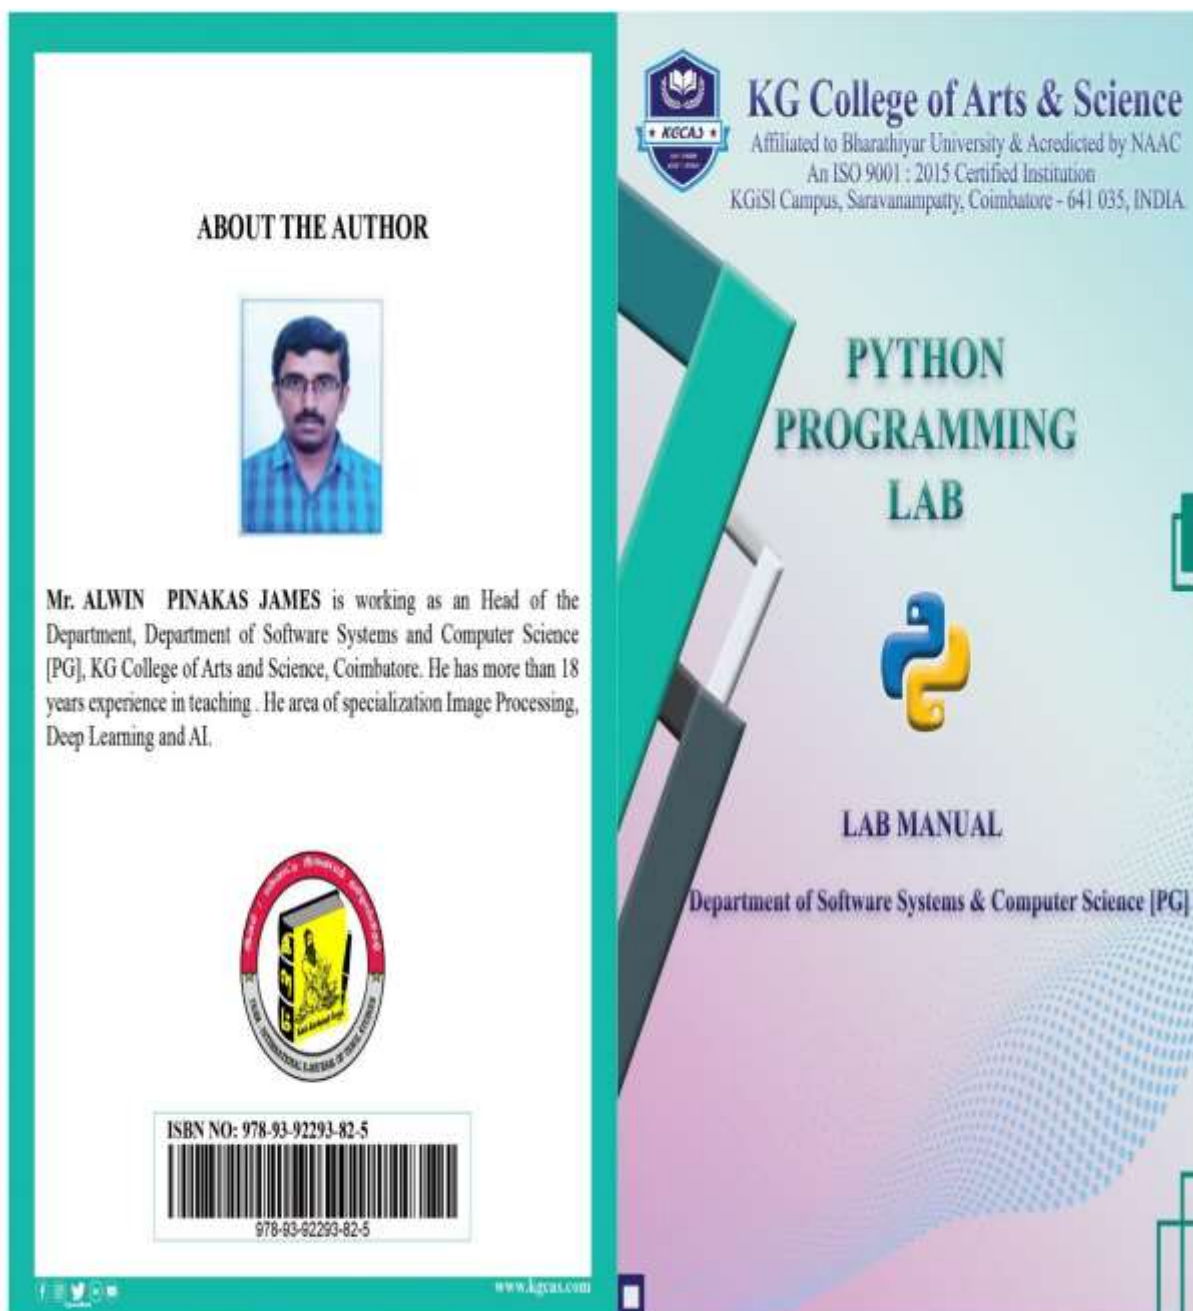 ABOUT THE AUTHOR
Mr. ALWIN PINAKAS JAMES is working as an Head of the
Department, Department of Software Systems and Computer Science
[PG], KG College of Arts and Science, Coimbatore. He has more than 18
years experience in teaching . He area of specialization Image Processing,
Deep Learning and AI.
ISBN NO: 978-93-92293-82-5
978-93-92293-82-5
www.kgcas.com
KGCAS
KG College of Arts & Science
Affiliated to Bharathiyar University & Acredicted by NAAC
An ISO 9001 : 2015 Certified Institution
KGiSl Campus, Saravanampatty, Coimbatore - 641 035, INDIA.
PYTHON
PROGRAMMING
LAB
LAB MANUAL
Department of Software Systems & Computer Science [PG]